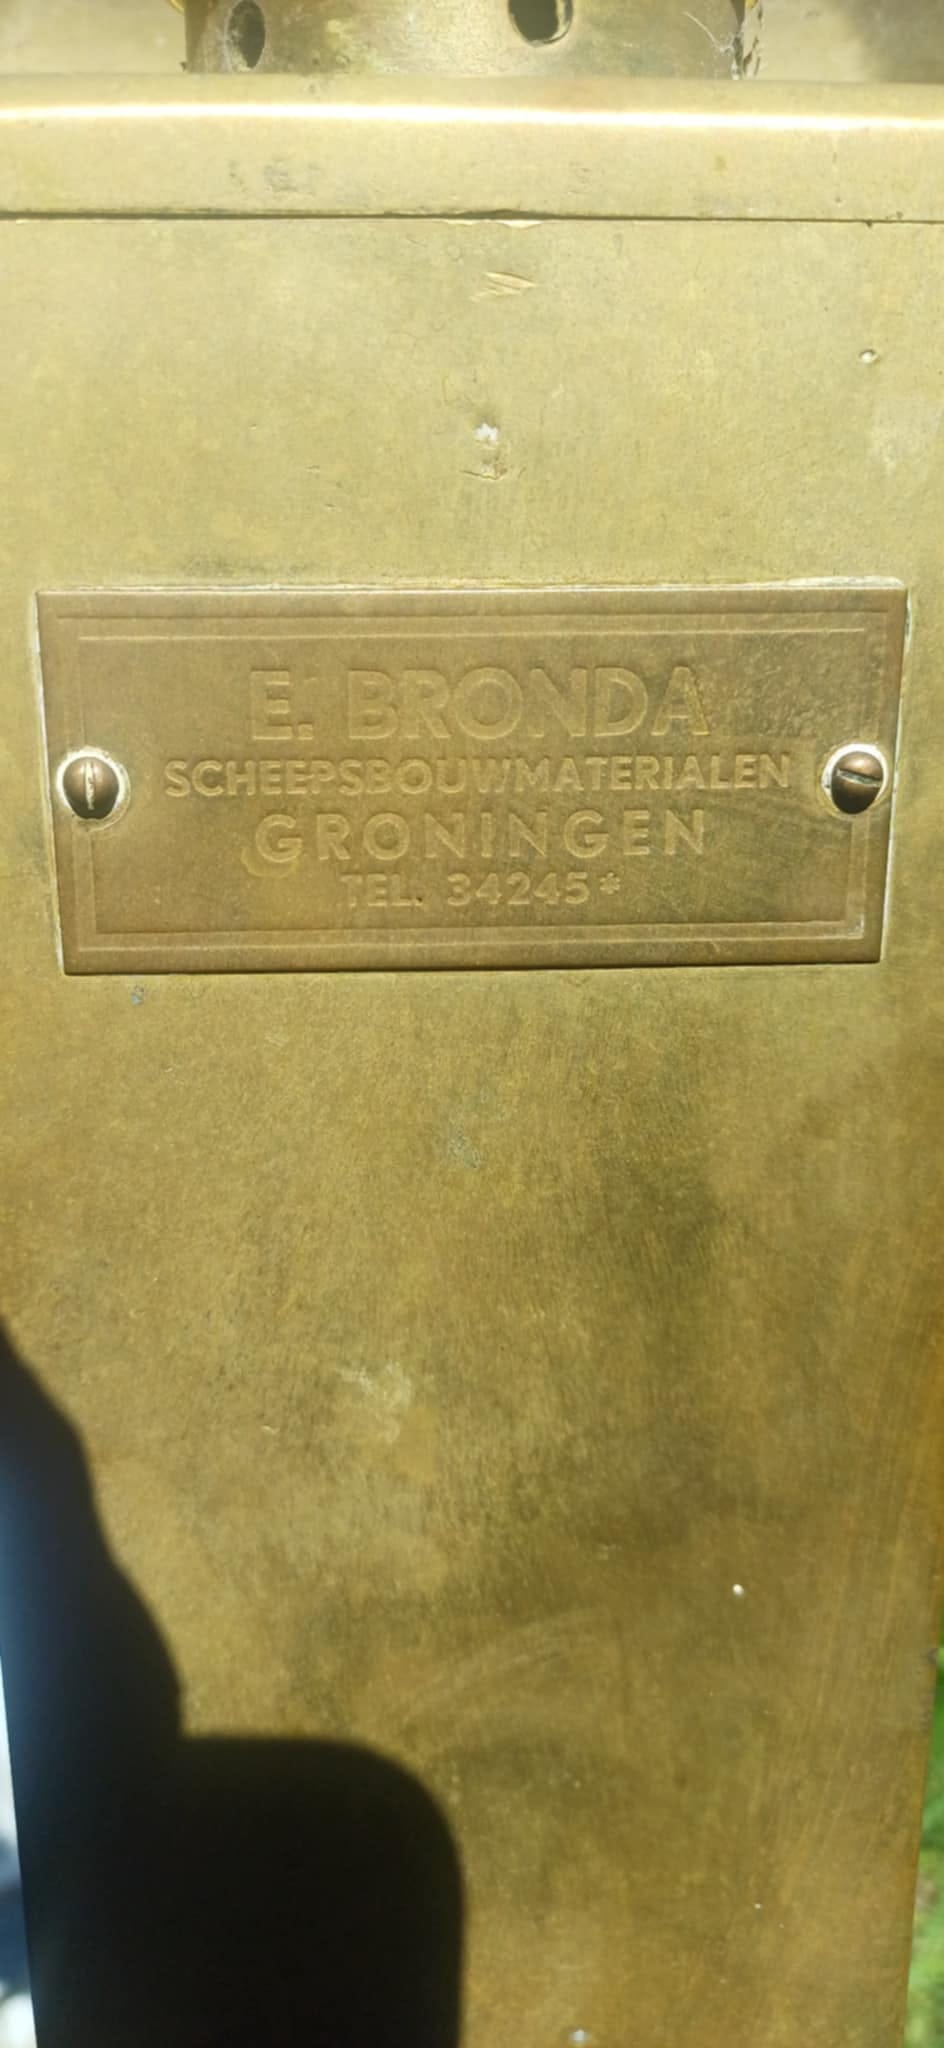 E. BRONDA
SCHEEPSBOUWMATERIALEN
GRONINGEN
TEL. 34245*